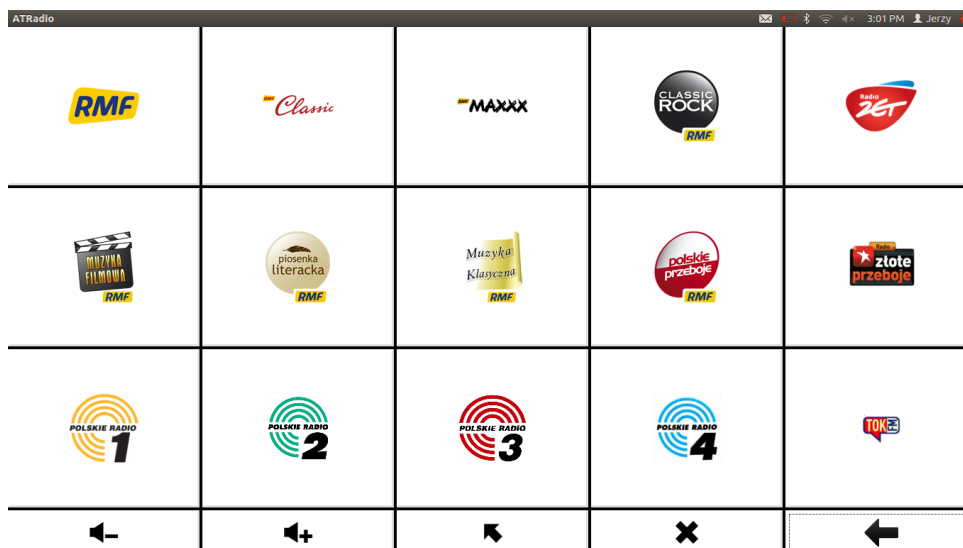 ATRadio
3:01 PM Jerzy
RMF
RMF Classic
RMF MAXXX
CLASSIC
ROCK
RMF
Radio
ZET
MUZYKA
FILMOWA
RMF
piosenka
literacka
RMF
Muzyka
Klasyczna
RMF
polskie
przeboje
RMF
Radio
złote
przeboje
POLSKIE RADIO
1
POLSKIE RADIO
2
POLSKIE RADIO
3
POLSKIE RADIO
4
TOK FM